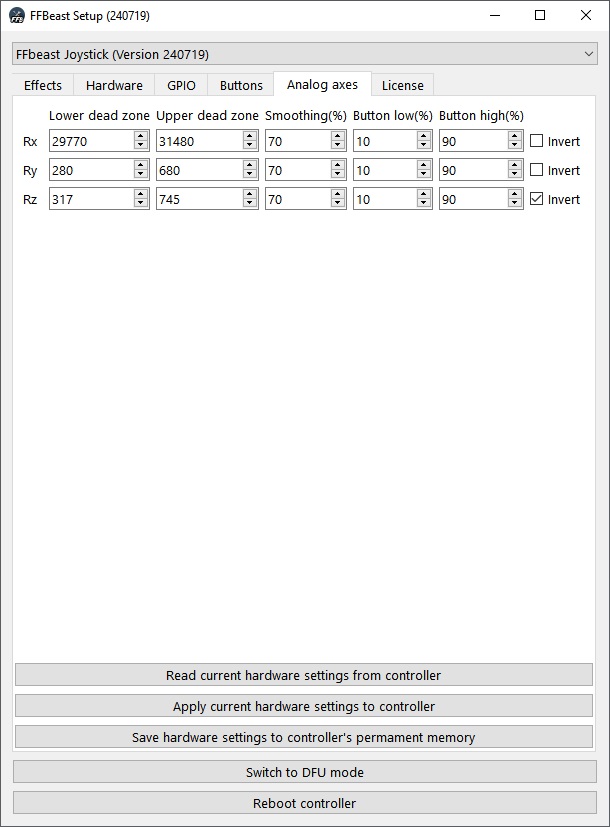 FFBeast Setup (240719)
FFbeast Joystick (Version 240719)
Effects Hardware GPIO Buttons Analog axes License
Lower dead zone Upper dead zone Smoothing(%) Button low(%) Button high(%)
Rx 29770 31480 70 10 90 Invert
Ry 280 680 70 10 90 Invert
Rz 317 745 70 10 90 Invert
Read current hardware settings from controller
Apply current hardware settings to controller
Save hardware settings to controller's permament memory
Switch to DFU mode
Reboot controller